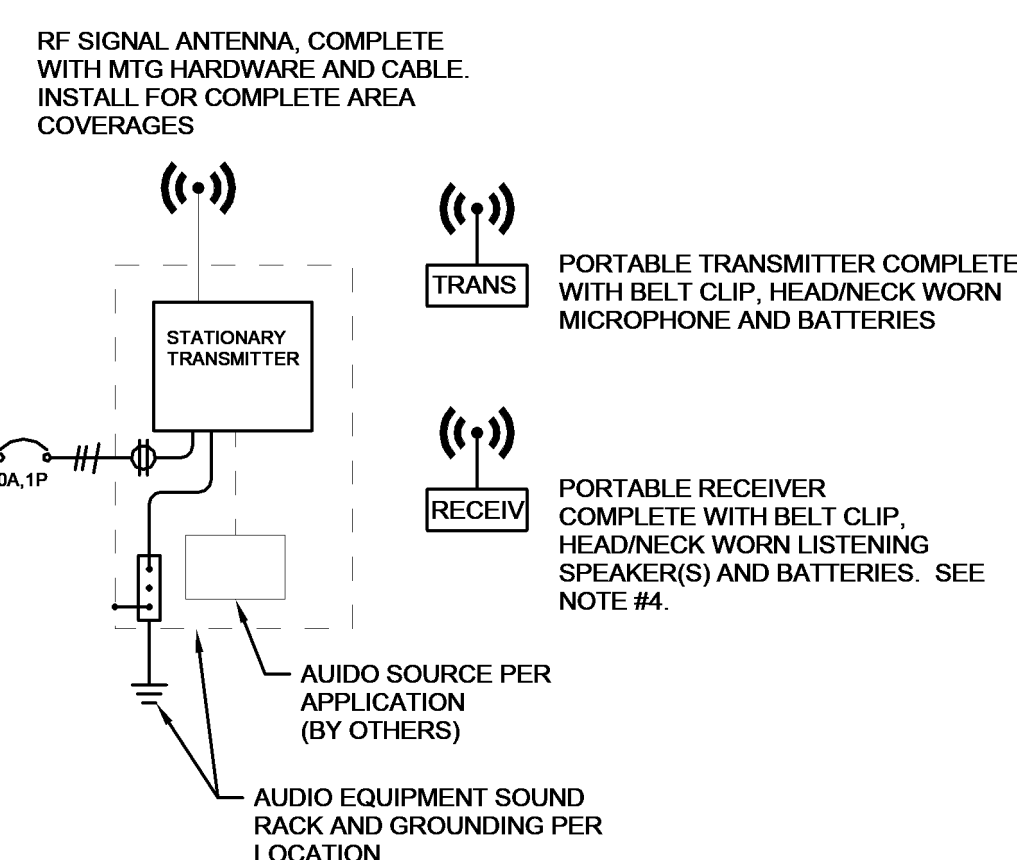 RF SIGNAL ANTENNA, COMPLETE
WITH MTG HARDWARE AND CABLE.
INSTALL FOR COMPLETE AREA
COVERAGES
STATIONARY
TRANSMITTER
TRANS
PORTABLE TRANSMITTER COMPLETE
WITH BELT CLIP, HEAD/NECK WORN
MICROPHONE AND BATTERIES
0A,1P
RECEIV
PORTABLE RECEIVER
COMPLETE WITH BELT CLIP,
HEAD/NECK WORN LISTENING
SPEAKER(S) AND BATTERIES. SEE
NOTE #4.
AUIDO SOURCE PER
APPLICATION
(BY OTHERS)
AUDIO EQUIPMENT SOUND
RACK AND GROUNDING PER
LOCATION